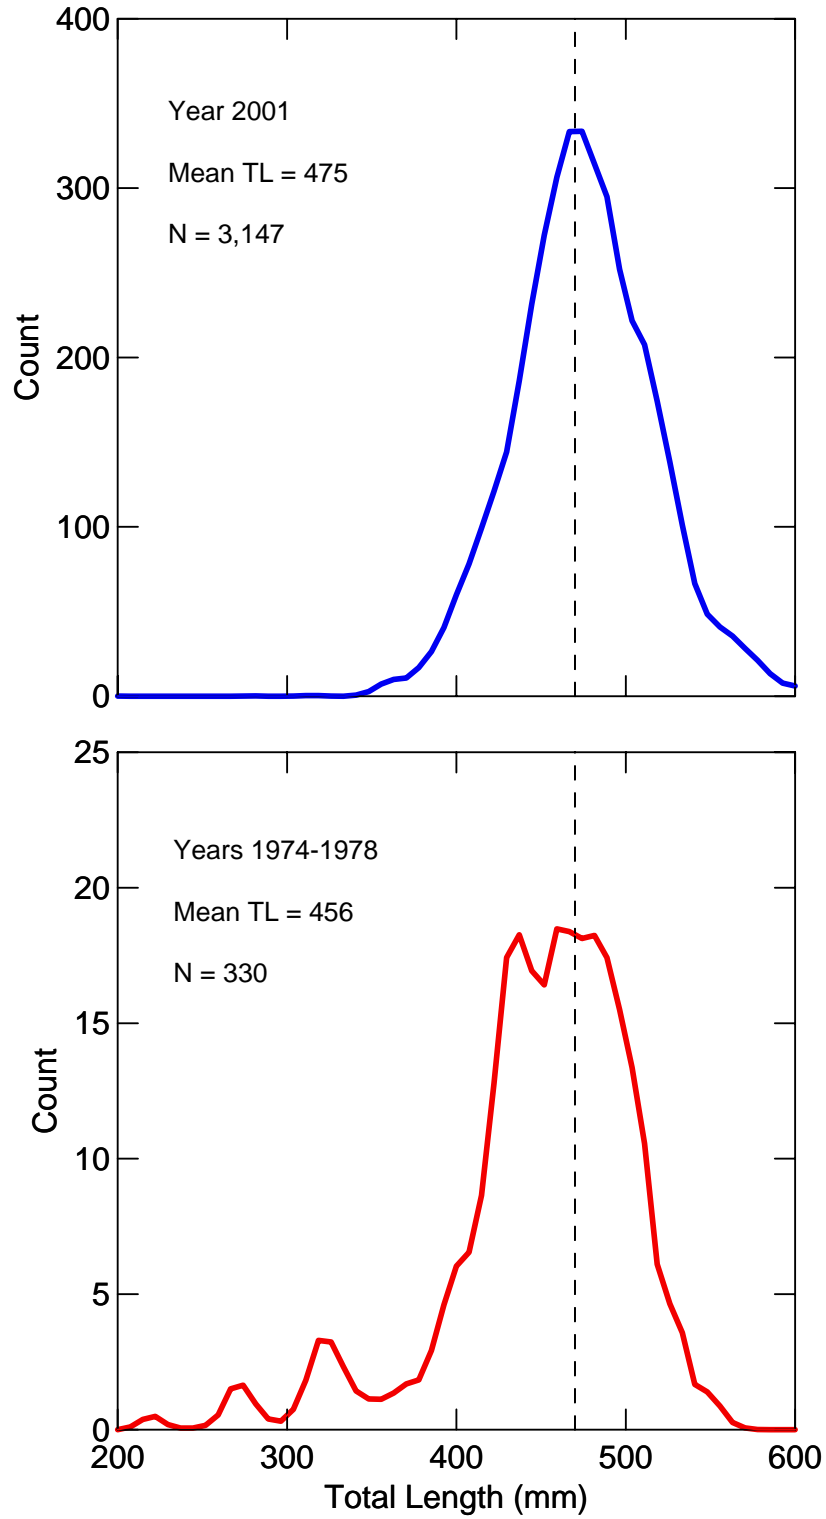 400
Year 2001
Mean TL = 475
300
N = 3,147
Count
200
100
0
25
Years 1974-1978
20
Mean TL = 456
N = 330
15
Count
10
5
0
200 300 400 500 600
Total Length (mm)